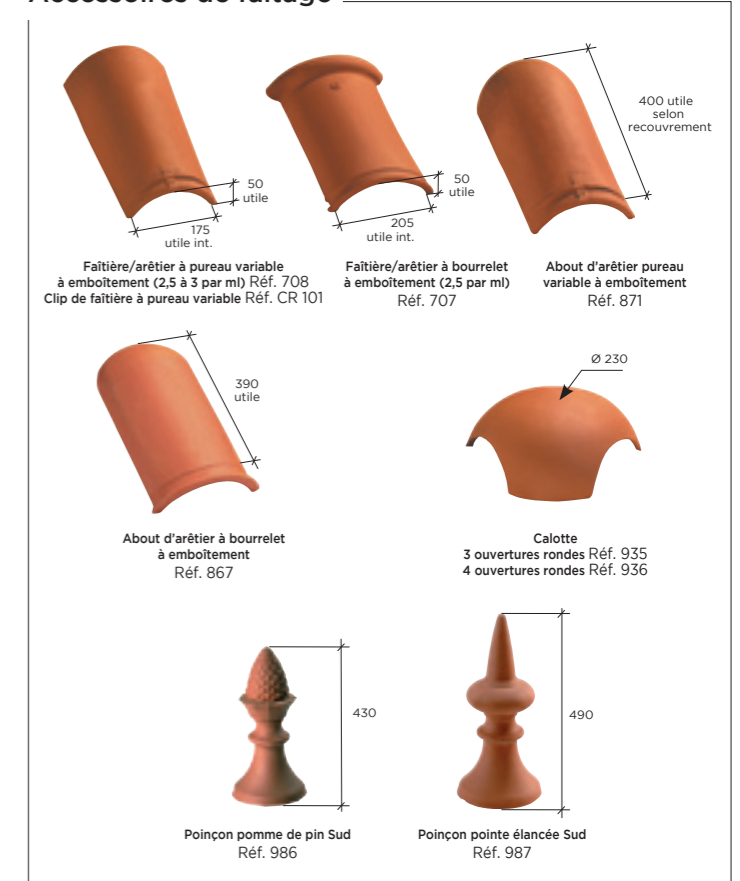 Accessoires de faîtage
400 utile
selon
recouvrement
50
utile
175
utile int.
50
utile
205
utile int.
Faîtière/arêtier à pureau variable
à emboîtement (2,5 à 3 par ml) Réf. 708
Clip de faîtière à pureau variable Réf. CR 101
Faîtière/arêtier à bourrelet
à emboîtement (2,5 par ml)
Réf. 707
About d'arêtier pureau
variable à emboîtement
Réf. 871
390
utile
Ø 230
About d'arêtier à bourrelet
à emboîtement
Réf. 867
Calotte
3 ouvertures rondes Réf. 935
4 ouvertures rondes Réf. 936
430
490
Poinçon pomme de pin Sud
Réf. 986
Poinçon pointe élancée Sud
Réf. 987